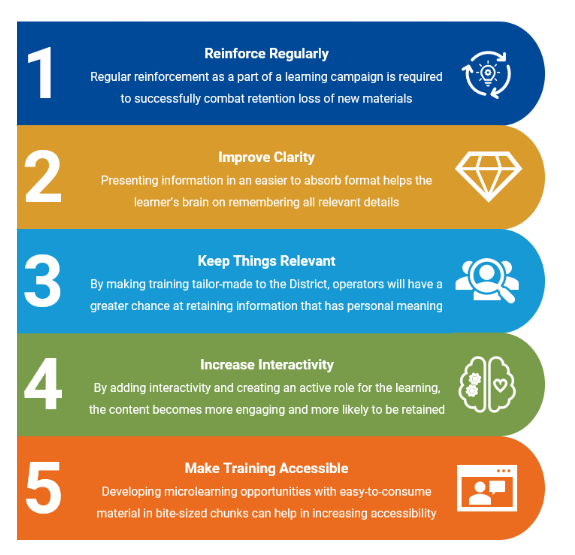 1
Reinforce Regularly
Regular reinforcement as a part of a learning campaign is required
to successfully combat retention loss of new materials
2
Improve Clarity
Presenting information in an easier to absorb format helps the
learner's brain on remembering all relevant details
3
Keep Things Relevant
By making training tailor-made to the District, operators will have a
greater chance at retaining information that has personal meaning
4
Increase Interactivity
By adding interactivity and creating an active role for the learning,
the content becomes more engaging and more likely to be retained
5
Make Training Accessible
Developing microlearning opportunities with easy-to-consume
material in bite-sized chunks can help in increasing accessibility